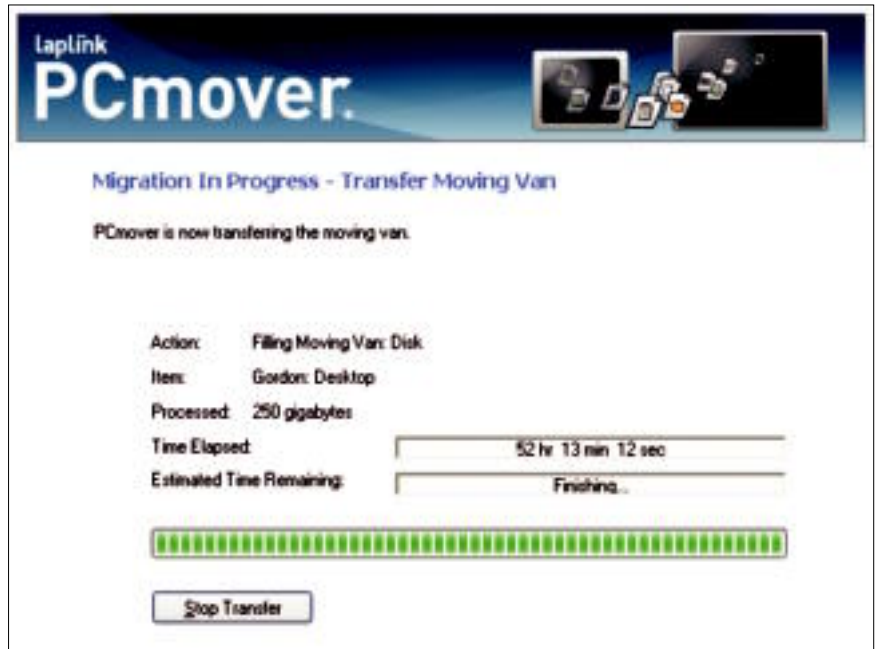 laplink
PCmover.
Migration In Progress - Transfer Moving Van
PCmover is now transferring the moving van.
Action: Filling Moving Van: Disk
Item: Gordon: Desktop
Processed: 250 gigabytes
Time Elapsed: 52 hr 13 min 12 sec
Estimated Time Remaining: Finishing...
Stop Transfer